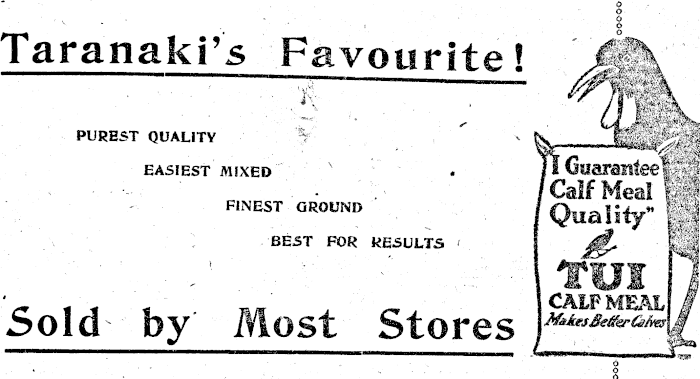 Taranaki's Favourite!
PUREST QUALITY
EASIEST MIXED
FINEST GROUND
BEST FOR RESULTS
Sold by Most Stores
I Guarantee
Calf Meal
Quality"
TUI
CALF MEAL
Makes Better Calves